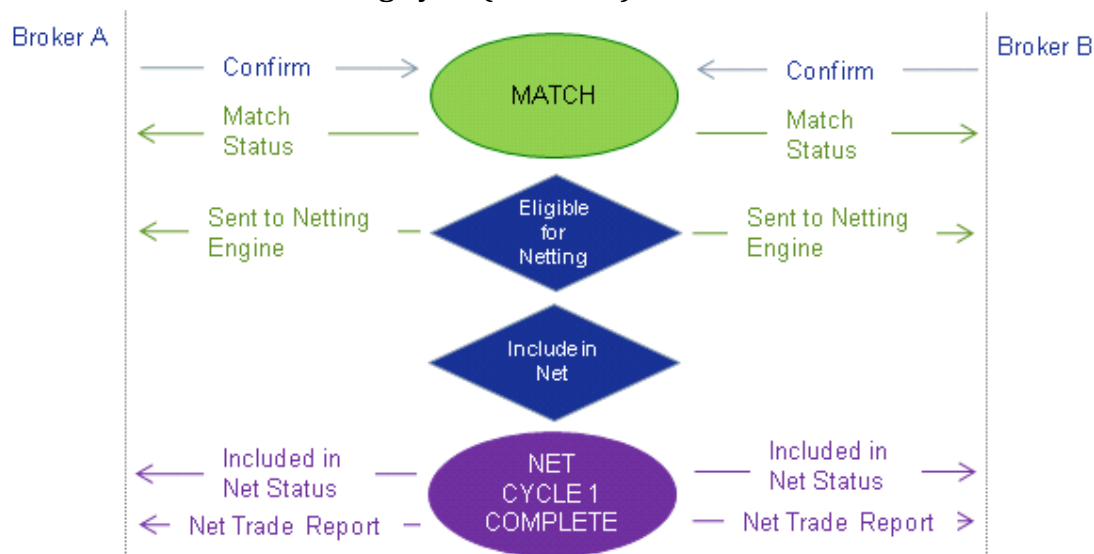 Broker A
Broker B
Confirm
MATCH
Confirm
Match
Status
Match
Status
Eligible
for
Netting
Sent to Netting
Engine
Sent to Netting
Engine
Include in
Net
NET
CYCLE 1
COMPLETE
Included in
Net Status
Included in
Net Status
Net Trade Report
Net Trade Report